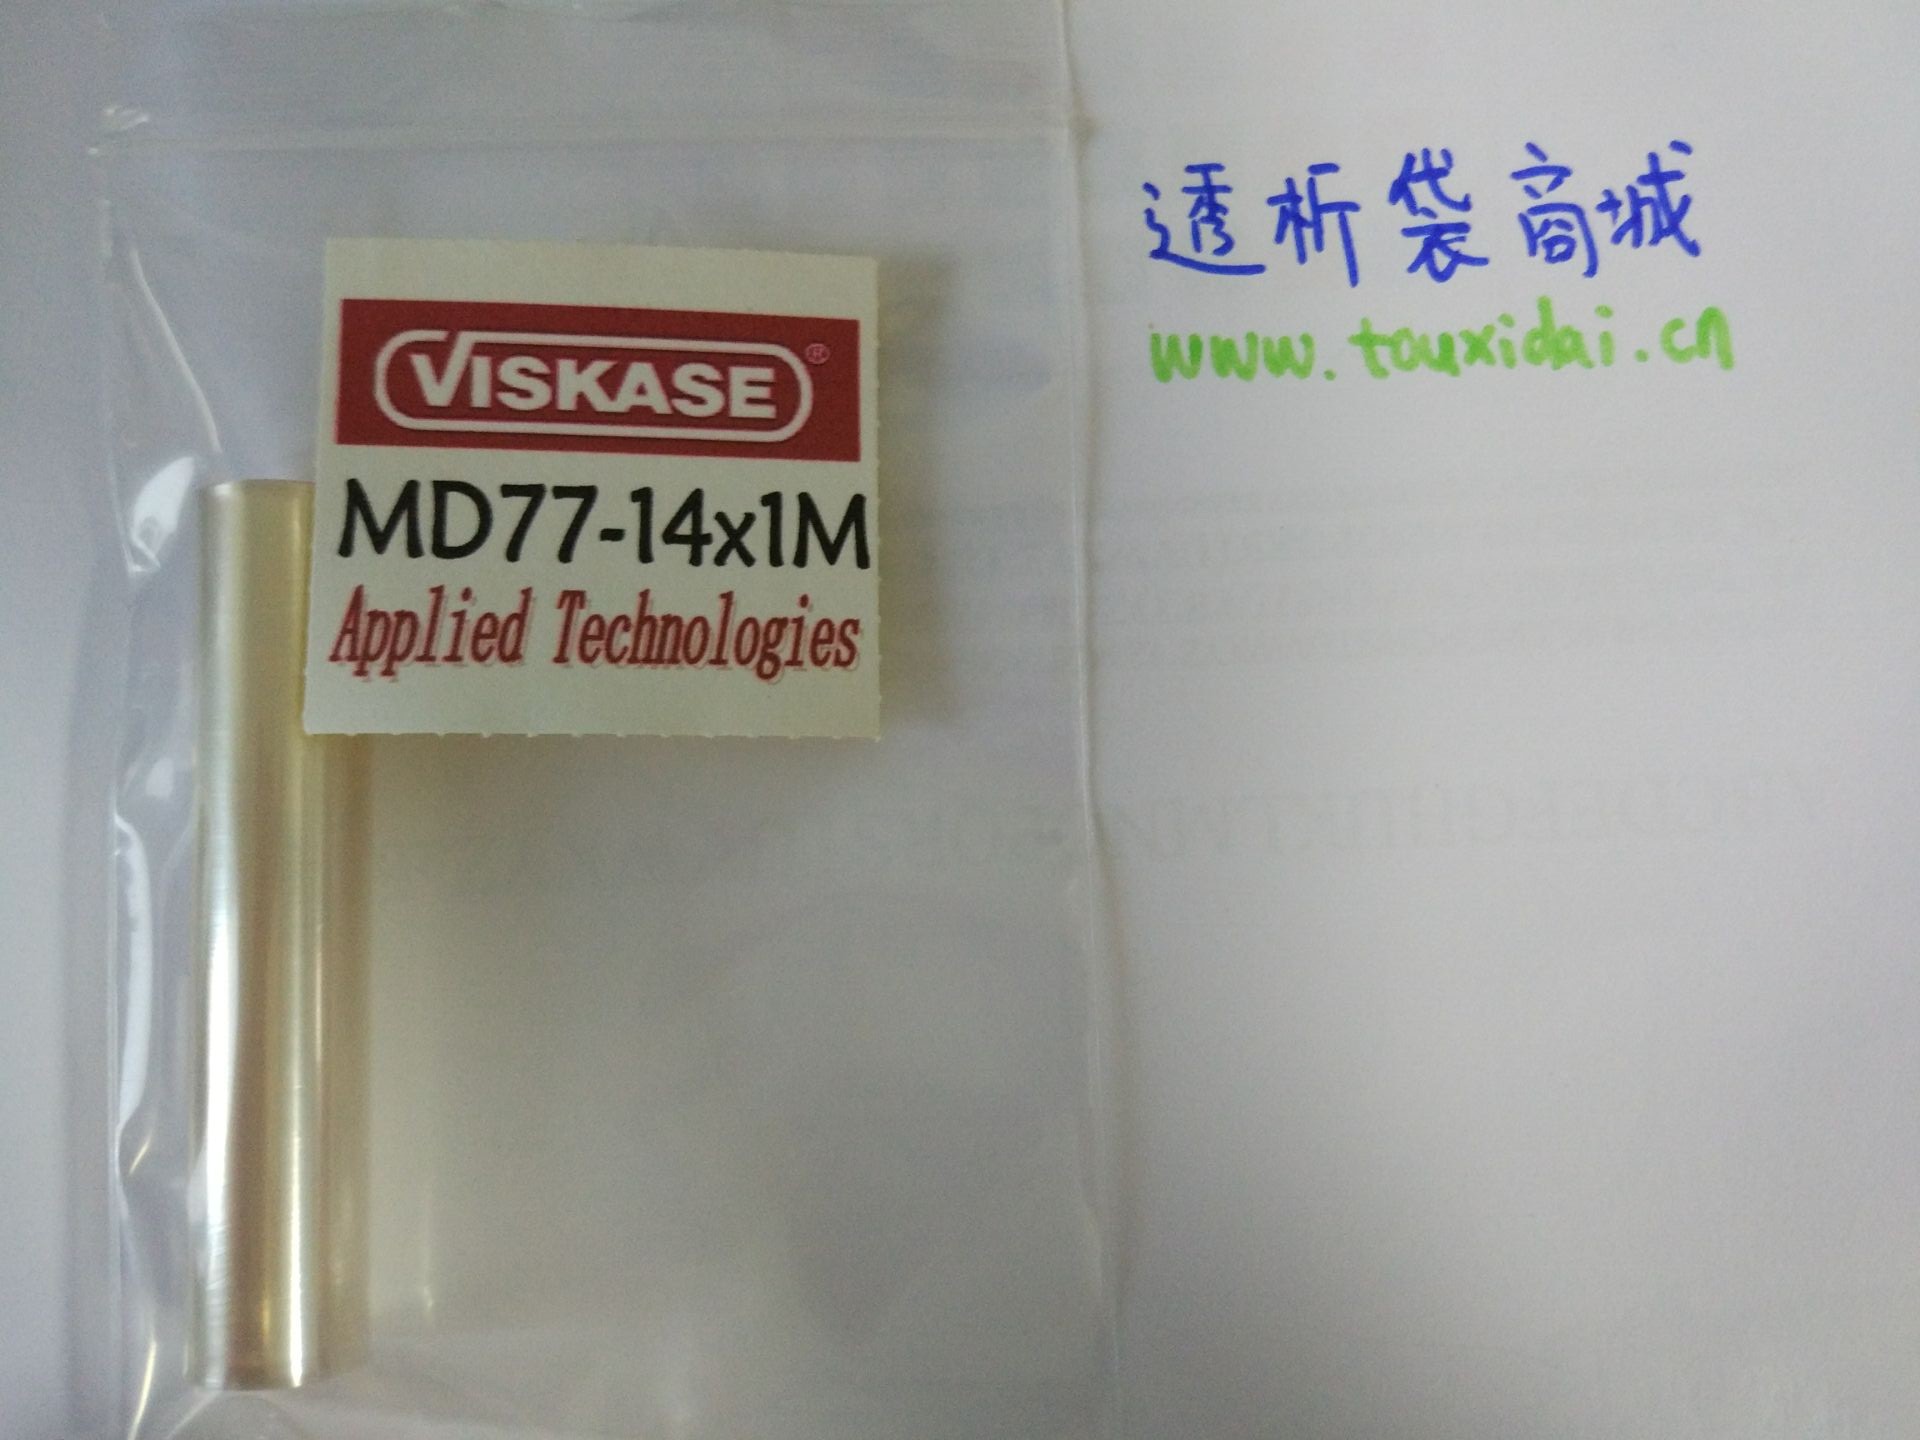 VISKASE®
MD77-14x1M
Applied Technologies
透析袋商城
www.touxidai.cn